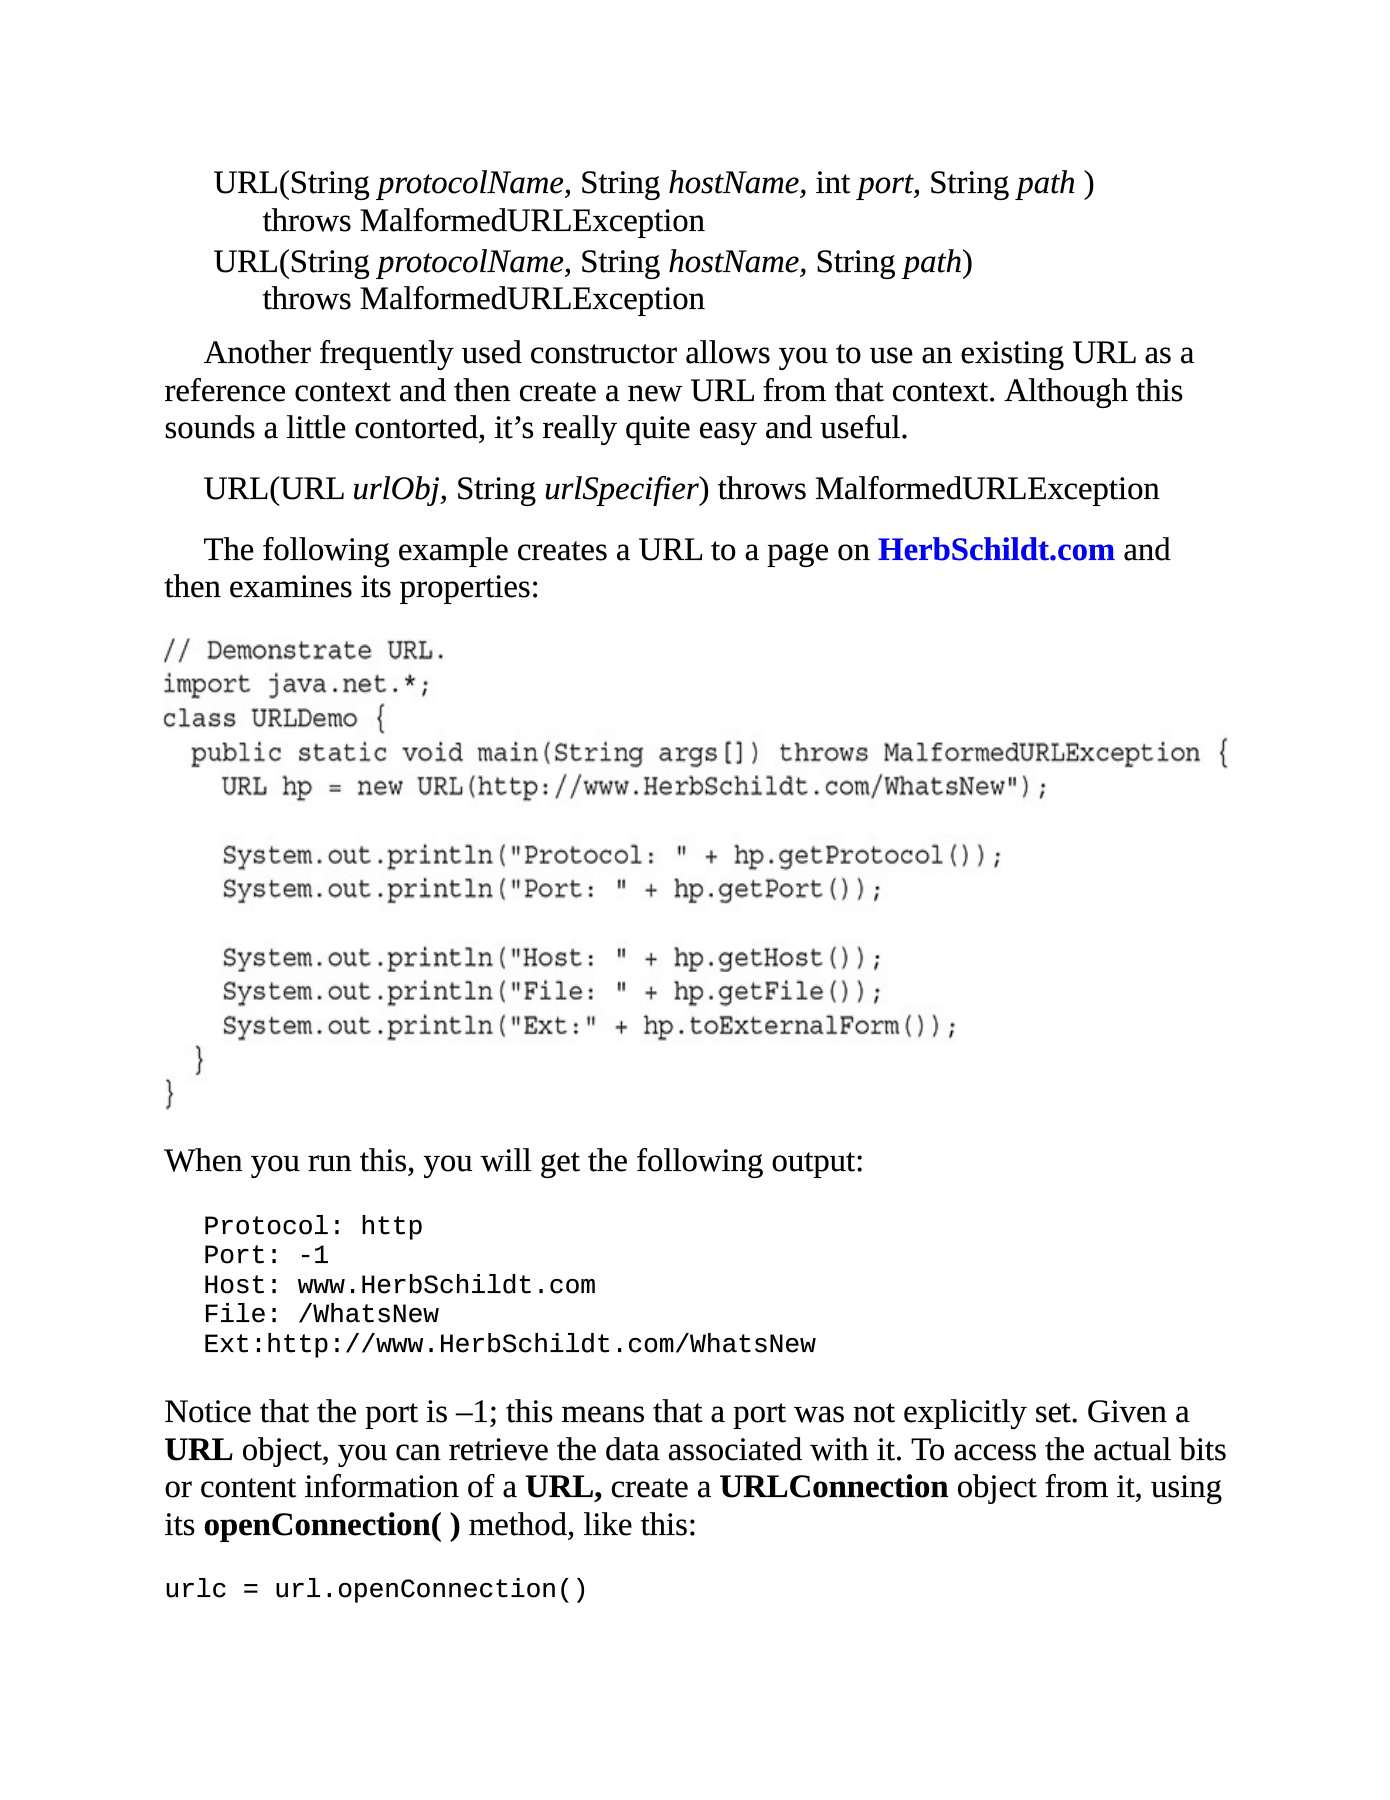 URL(String protocolName, String hostName, int port, String path )
throws MalformedURLException
URL(String protocolName, String hostName, String path)
throws MalformedURLException
Another frequently used constructor allows you to use an existing URL as a
reference context and then create a new URL from that context. Although this
sounds a little contorted, it’s really quite easy and useful.
URL(URL urlObj, String urlSpecifier) throws MalformedURLException
The following example creates a URL to a page on HerbSchildt.com and
then examines its properties:
// Demonstrate URL.
import java.net.*;
class URLDemo {
  public static void main(String args[]) throws MalformedURLException {
    URL hp = new URL(http://www.HerbSchildt.com/WhatsNew");
    System.out.println("Protocol: " + hp.getProtocol());
    System.out.println("Port: " + hp.getPort());
    System.out.println("Host: " + hp.getHost());
    System.out.println("File: " + hp.getFile());
    System.out.println("Ext:" + hp.toExternalForm());
  }
}
When you run this, you will get the following output:
Protocol: http
Port: -1
Host: www.HerbSchildt.com
File: /WhatsNew
Ext:http://www.HerbSchildt.com/WhatsNew
Notice that the port is –1; this means that a port was not explicitly set. Given a
URL object, you can retrieve the data associated with it. To access the actual bits
or content information of a URL, create a URLConnection object from it, using
its openConnection( ) method, like this:
urlc = url.openConnection()